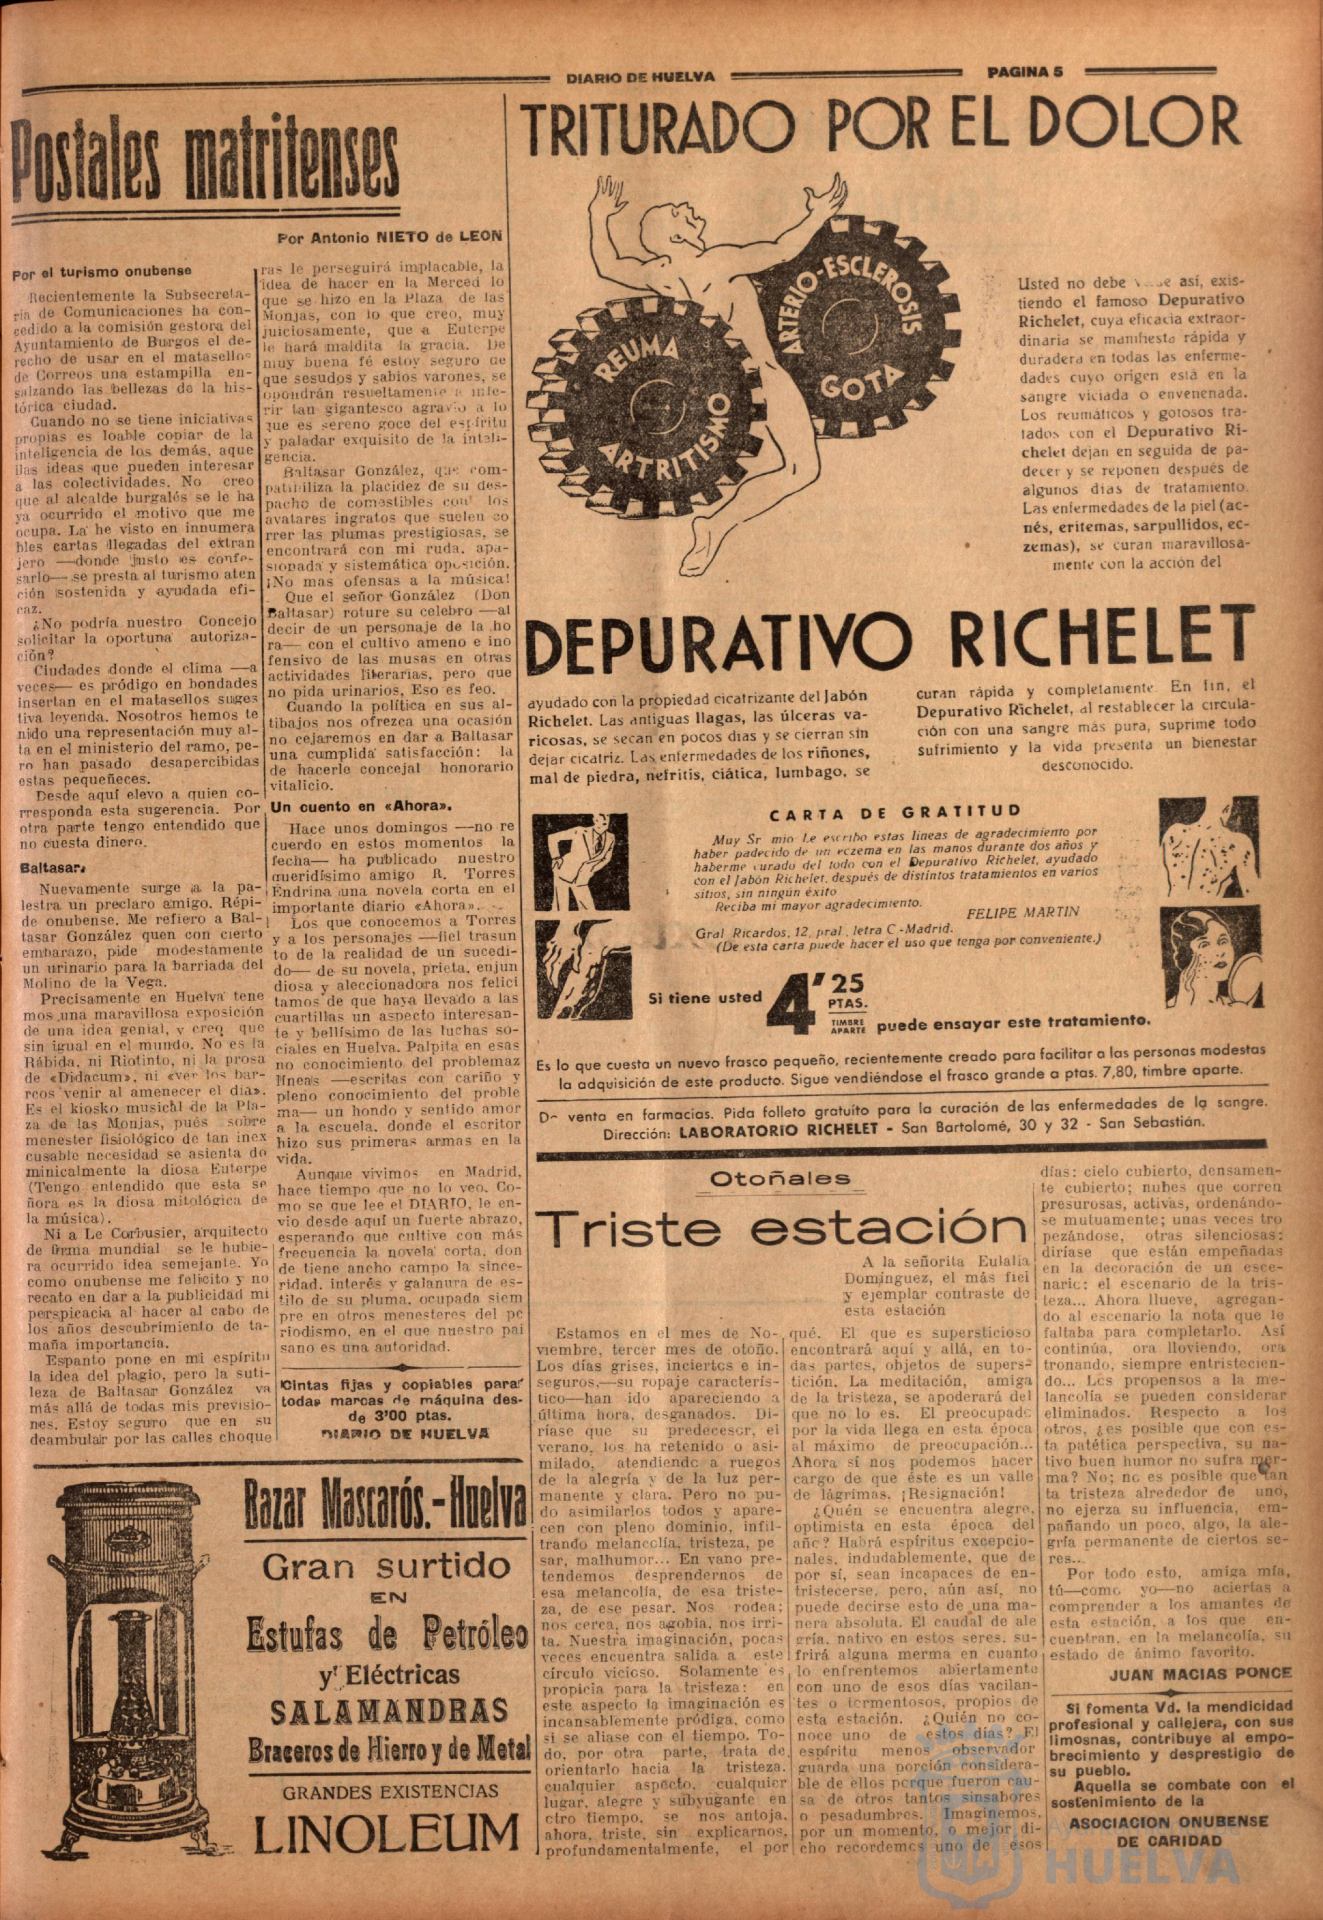 DIARIO DE HUELVA
PAGINA 5
Postales matritenses
Por Antonio NIETO de LEON
Por el turismo onubense
Recientemente la Subsecreta-
ría de Comunicaciones ha con-
cedido a la comisión gestora del
Ayuntamiento de Burgos el de-
recho de usar en el matasellos
de Correos una estampilla en-
salzando las bellezas de la his-
tórica ciudad.
Cuando no se tiene iniciativas
propias es loable copiar de la
inteligencia de los demás, aque
llas ideas que pueden interesar
a las colectividades. No creo
que al alcalde burgalés se le ha
ya ocurrido el motivo que me
ocupa. La he visto en innumera
bles cartas llegadas del extran
jero —donde justo es confe-
sarlo— se presta al turismo aten
ción sostenida y ayudada efi-
caz.
¿No podría nuestro Concejo
solicitar la oportuna autoriza-
ción?
Ciudades donde el clima —a
veces— es pródigo en bondades
insertan en el matasellos suges
tiva leyenda. Nosotros hemos te
nido una representación muy al-
ta en el ministerio del ramo, pe-
ro han pasado desapercibidas
estas pequeñeces.
Desde aquí elevo a quien co-
rresponda esta sugerencia. Por
otra parte tengo entendido que
no cuesta dinero.
Baltasar.
Nuevamente surge a la pa-
lestra un preclaro amigo. Répi-
de onubense. Me refiero a Bal-
tasar González quen con cierto
embarazo, pide modestamente
un urinario para la barriada del
Molino de la Vega.
Precisamente en Huelva tene
mos una maravillosa exposición
de una idea genial, y creo que
sin igual en el mundo. No es la
Rábida, ni Riotinto, ni la prosa
de «Didacum», ni «ver los bar-
cos venir al amenecer el día».
Es el kiosko musical de la Pla-
za de las Monjas, pués sobre
menester fisiológico de tan inex
cusable necesidad se asienta do
minicalmente la diosa Euterpe
(Tengo entendido que esta se
ñora es la diosa mitológica de
la música).
Ni a Le Corbusier, arquitecto
de firma mundial se le hubie-
ra ocurrido idea semejante. Yo
como onubense me felicito y no
recato en dar a la publicidad mi
perspicacia al hacer al cabo de
los años descubrimiento de ta-
maña importancia.
Espanto pone en mi espíritu
la idea del plagio, pero la suti-
leza de Baltasar González va
más allá de todas mis previsio-
nes. Estoy seguro que en su
deambular por las calles choque
ras le perseguirá implacable, la
idea de hacer en la Merced lo
que se hizo en la Plaza de las
Monjas, con lo que creo, muy
juiciosamente, que a Euterpe
le hará maldita la gracia. De
muy buena fé estoy seguro de
que sesudos y sabios varones, se
opondrán resueltamente a infe-
rir tan gigantesco agravio a lo
que es sereno goce del espíritu
y paladar exquisito de la inteli-
gencia.
Baltasar González, que com-
patibiliza la placidez de su des-
pacho de comestibles con los
avatares ingratos que suelen co
rrer las plumas prestigiosas, se
encontrará con mi ruda, apa-
sionada y sistemática oposición.
¡No mas ofensas a la música!
Que el señor González (Don
Baltasar) roture su celebro —al
decir de un personaje de la ho
ra— con el cultivo ameno e ino
fensivo de las musas en otras
actividades literarias, pero que
no pida urinarios, Eso es feo.
Cuando la política en sus al-
tibajos nos ofrezca una ocasión
no cejaremos en dar a Baltasar
una cumplida satisfacción: la
de hacerle concejal honorario
vitalicio.
Un cuento en «Ahora».
Hace unos domingos —no re
cuerdo en estos momentos la
fecha— ha publicado nuestro
queridísimo amigo R. Torres
Endrina una novela corta en el
importante diario «Ahora».
Los que conocemos a Torres
y a los personajes —fiel trasun
to de la realidad de un sucedi-
do— de su novela, prieta, enjun
diosa y aleccionadora nos felici
tamos de que haya llevado a las
cuartillas un aspecto interesan-
te y bellísimo de las luchas so-
ciales en Huelva. Palpita en esas
no conocimiento del problemaz
líneas —escritas con cariño y
pleno conocimiento del proble
ma— un hondo y sentido amor
a la escuela, donde el escritor
hizo sus primeras armas en la
vida.
Aunque vivimos en Madrid,
hace tiempo que no lo veo. Co-
mo se que lee el DIARIO, le en-
vío desde aquí un fuerte abrazo,
esperando que cultive con más
frecuencia la novela corta, don
de tiene ancho campo la since-
ridad, interés y galanura de es-
tilo de su pluma, ocupada siem
pre en otros menesteres del pe
riodismo, en el que nuestro pai
sano es una autoridad.
Cintas fijas y copiables para
todas marcas de máquina des-
de 3'00 ptas.
DIARIO DE HUELVA
Bazar Mascarós.-Huelva
Gran surtido
EN
Estufas de Petróleo
y Eléctricas
SALAMANDRAS
Braceros de Hierro y de Metal
GRANDES EXISTENCIAS
LINOLEUM
TRITURADO POR EL DOLOR
REUMA
ARTRITISMO
ARTERIO-ESCLEROSIS
GOTA
Usted no debe así, exis-
tiendo el famoso Depurativo
Richelet, cuya eficacia extraor-
dinaria se manifiesta rápida y
duradera en todas las enferme-
dades cuyo origen está en la
sangre viciada o envenenada.
Los reumáticos y gotosos tra-
tados con el Depurativo Ri-
chelet dejan en seguida de pa-
decer y se reponen después de
algunos días de tratamiento.
Las enfermedades de la piel (ac-
nés, eritemas, sarpullidos, ec-
zemas), se curan maravillosa-
mente con la acción del
DEPURATIVO RICHELET
ayudado con la propiedad cicatrizante del Jabón
Richelet. Las antiguas llagas, las úlceras va-
ricosas, se secan en pocos días y se cierran sin
dejar cicatriz. Las enfermedades de los riñones,
mal de piedra, nefritis, ciática, lumbago, se
curan rápida y completamente. En fin, el
Depurativo Richelet, al restablecer la circula-
ción con una sangre más pura, suprime todo
sufrimiento y la vida presenta un bienestar
desconocido.
CARTA DE GRATITUD
Muy Sr mio Le escribo estas líneas de agradecimiento por
haber padecido de un eczema en las manos durante dos años y
haberme curado del todo con el Depurativo Richelet, ayudado
con el Jabón Richelet, después de distintos tratamientos en varios
sitios, sin ningún éxito
Reciba mi mayor agradecimiento.
FELIPE MARTIN
Gral Ricardos, 12, pral, letra C -Madrid.
(De esta carta puede hacer el uso que tenga por conveniente.)
Si tiene usted 4'25 PTAS. TIMBRE APARTE puede ensayar este tratamiento.
Es lo que cuesta un nuevo frasco pequeño, recientemente creado para facilitar a las personas modestas
la adquisición de este producto. Sigue vendiéndose el frasco grande a ptas. 7,80, timbre aparte.
De venta en farmacias. Pida folleto gratuito para la curación de las enfermedades de la sangre.
Dirección: LABORATORIO RICHELET - San Bartolomé, 30 y 32 - San Sebastián.
Otoñales
Triste estación
A la señorita Eulalia
Domínguez, el más fiel
y ejemplar contraste de
esta estación
Estamos en el mes de No-
viembre, tercer mes de otoño.
Los días grises, inciertos e in-
seguros,—su ropaje caracterís-
tico—han ido apareciendo a
última hora, desganados. Di-
ríase que su predecesor, el
verano, los ha retenido o asi-
milado, atendiendo a ruegos
de la alegría y de la luz per-
manente y clara. Pero no pu-
do asimilarlos todos y apare-
cen con pleno dominio, infil-
trando melancolía, tristeza, pe
sar, malhumor... En vano pre-
tendemos desprendernos de
esa melancolía, de esa triste-
za, de ese pesar. Nos rodea;
nos cerca, nos agobia, nos irri-
ta. Nuestra imaginación, pocas
veces encuentra salida a este
círculo vicioso. Solamente es
propicia para la tristeza: en
este aspecto la imaginación es
incansablemente pródiga, como
si se aliase con el tiempo. To-
do, por otra parte, trata de
orientarlo hacia la tristeza.
cualquier aspecto, cualquier
lugar, alegre y subyugante en
otro tiempo, se nos antoja,
ahora, triste, sin explicarnos,
profundamentalmente, el por
qué. El que es supersticioso
encontrará aquí y allá, en to-
das partes, objetos de supers-
tición. La meditación, amiga
de la tristeza, se apoderará del
que no lo es. El preocupado
por la vida llega en esta época
al máximo de preocupación...
Ahora sí nos podemos hacer
cargo de que éste es un valle
de lágrimas. ¡Resignación!
¿Quién se encuentra alegre,
optimista en esta época del
año? Habrá espíritus excepcio-
nales, indudablemente, que de
por sí, sean incapaces de en-
tristecerse, pero, aún así, no
puede decirse esto de una ma-
nera absoluta. El caudal de ale
gría, nativo en estos seres, su-
frirá alguna merma en cuanto
lo enfrentemos abiertamente
con uno de esos días vacilan-
tes o tormentosos, propios de
esta estación. ¿Quién no co-
noce uno de estos días? El
espíritu menos observador
guarda una porción considera-
ble de ellos porque fueron cau-
sa de otros tantos sinsabores
o pesadumbres. Imaginemos,
por un momento, o mejor di-
cho recordemos uno de esos
días: cielo cubierto, densamen-
te cubierto; nubes que corren
presurosas, activas, ordenándo-
se mutuamente; unas veces tro
pezándose, otras silenciosas:
diríase que están empeñadas
en la decoración de un esce-
nario: el escenario de la tris-
teza... Ahora llueve, agregan-
do al escenario la nota que le
faltaba para completarlo. Así
continúa, ora lloviendo, ora
tronando, siempre entristecien-
do... Los propensos a la me-
lancolía se pueden considerar
eliminados. Respecto a los
otros, ¿es posible que con es-
ta patética perspectiva, su na-
tivo buen humor no sufra mer-
ma? No; no es posible que tan
ta tristeza alrededor de uno,
no ejerza su influencia, em-
pañando un poco, algo, la ale-
gría permanente de ciertos se-
res...
Por todo esto, amiga mía,
tú—como yo—no aciertas a
comprender a los amantes de
esta estación, a los que en-
cuentran, en la melancolía, su
estado de ánimo favorito.
JUAN MACIAS PONCE
Si fomenta Vd. la mendicidad
profesional y callejera, con sus
limosnas, contribuye al empo-
brecimiento y desprestigio de
su pueblo.
Aquella se combate con el
sostenimiento de la
ASOCIACION ONUBENSE
DE CARIDAD
HUELVA